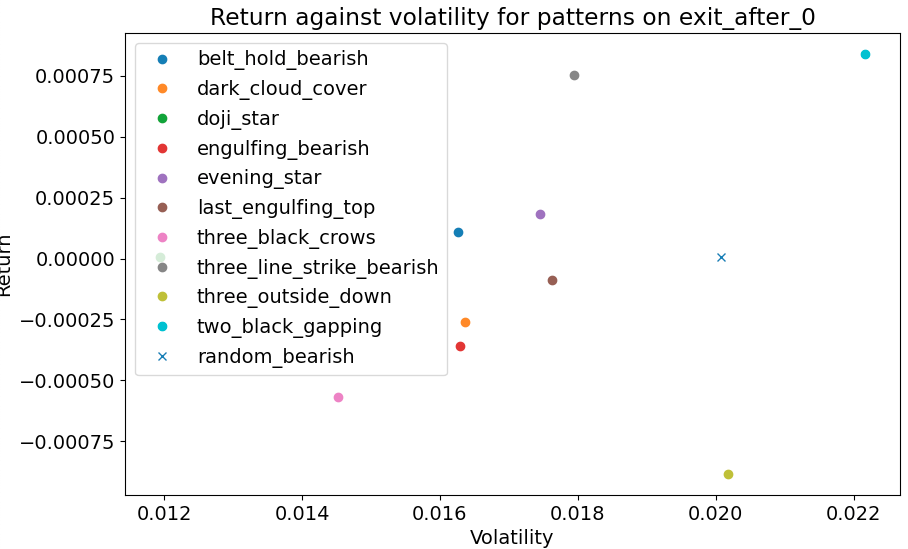 Return against volatility for patterns on exit_after_0
belt_hold_bearish
dark_cloud_cover
doji_star
engulfing_bearish
evening_star
last_engulfing_top
three_black_crows
three_line_strike_bearish
three_outside_down
two_black_gapping
random_bearish
0.00075
0.00050
0.00025
0.00000
−0.00025
−0.00050
−0.00075
Return
0.012 0.014 0.016 0.018 0.020 0.022
Volatility